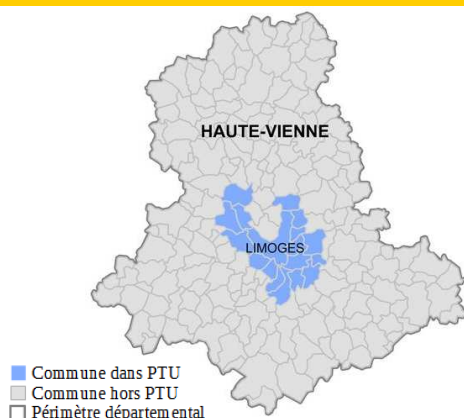 HAUTE-VIENNE
LIMOGES
Commune dans PTU
Commune hors PTU
Périmètre départemental